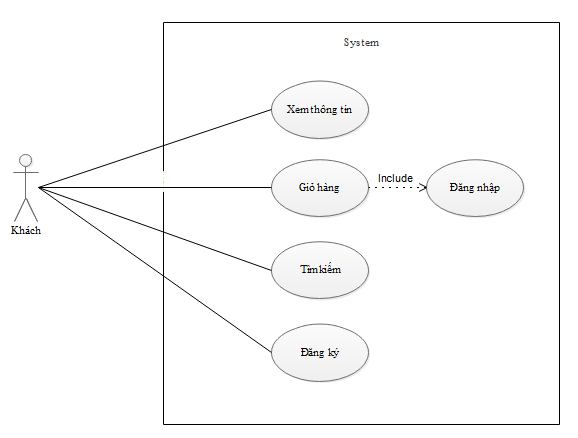 System
Xem thông tin
Giỏ hàng
Include
Đăng nhập
Khách
Tìm kiếm
Đăng ký